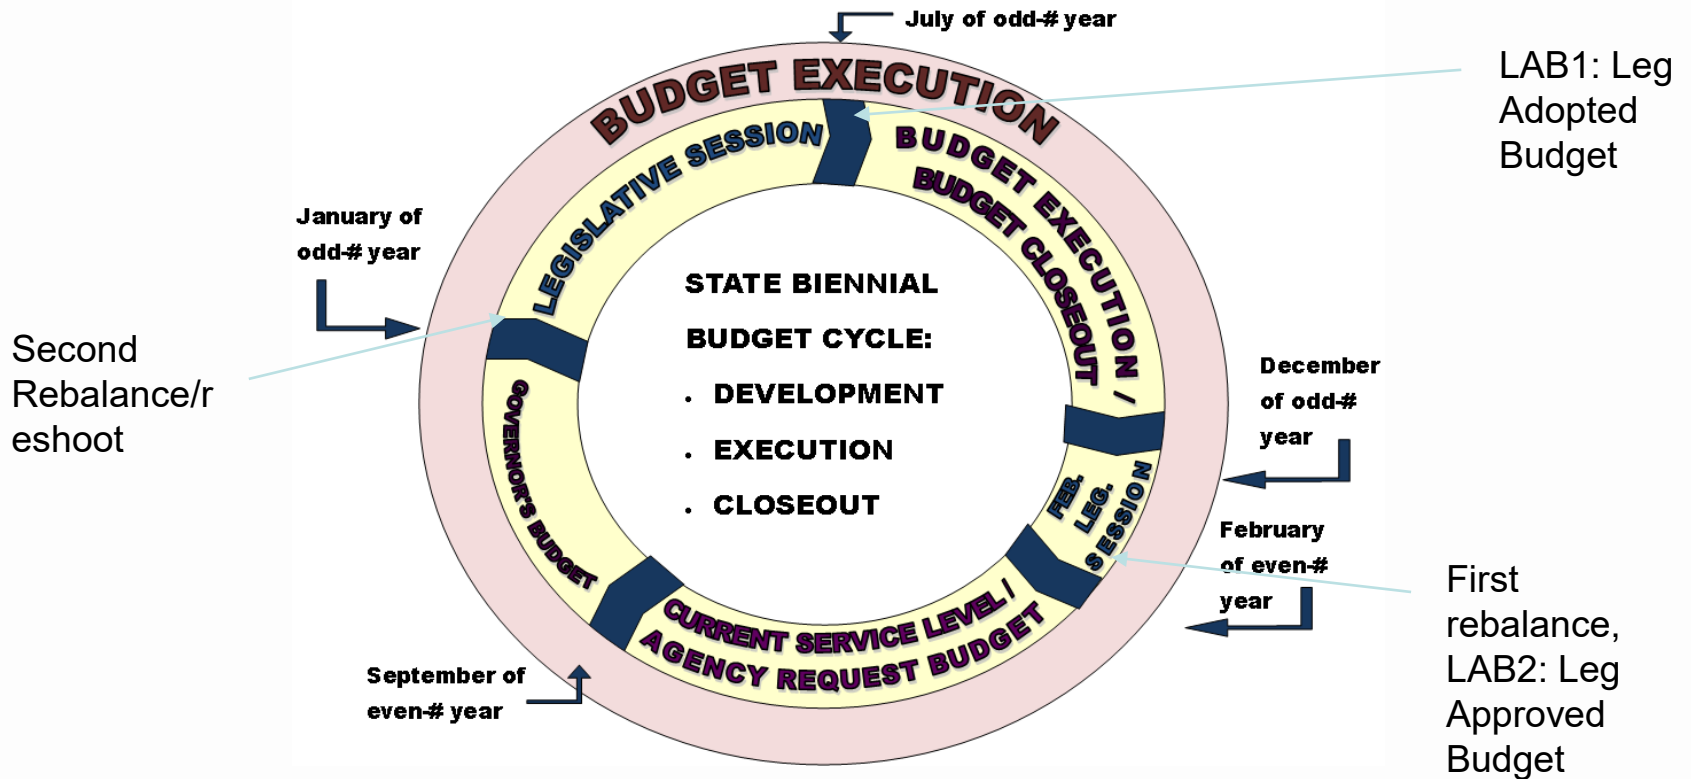 July of odd-# year
LAB1: Leg
Adopted
Budget
BUDGET EXECUTION
LEGISLATIVE SESSION
BUDGET EXECUTION /
BUDGET CLOSEOUT
January of
odd-# year
Second
Rebalance/r
eshoot
STATE BIENNIAL
BUDGET CYCLE:
. DEVELOPMENT
. EXECUTION
. CLOSEOUT
December
of odd-#
year
FEB.
LEG.
SESSION
February
of even-#
year
First
rebalance,
LAB2: Leg
Approved
Budget
GOVERNOR'S BUDGET
CURRENT SERVICE LEVEL /
AGENCY REQUEST BUDGET
September of
even-# year